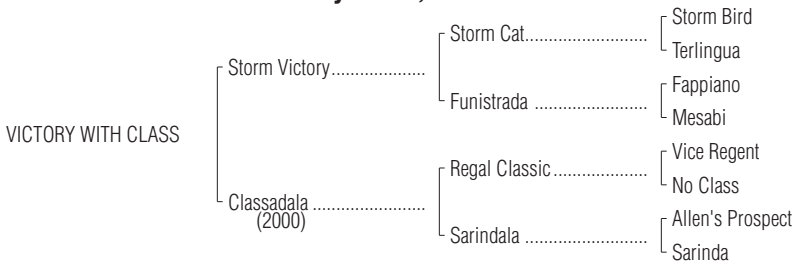 Storm Bird
Storm Cat........................
Terlingua
Storm Victory...................
Fappiano
Funistrada ......................
Mesabi
VICTORY WITH CLASS
Vice Regent
Regal Classic...................
No Class
Classadala ......................
(2000)
Allen's Prospect
Sarindala ........................
Sarinda